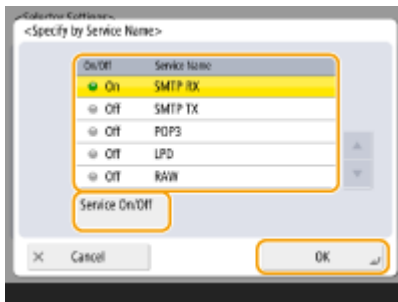 <Selector Settings>
<Specify by Service Name>
On/Off Service Name
On SMTP RX
Off SMTP TX
Off POP3
Off LPD
Off RAW
Service On/Off
× Cancel OK